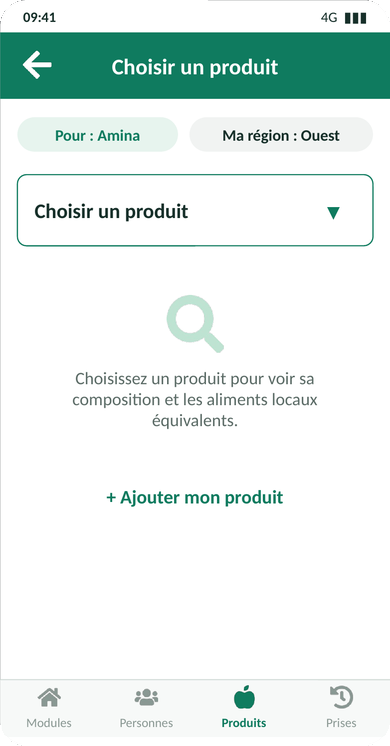 09:41 4G
Choisir un produit
Pour : Amina Ma région : Ouest
Choisir un produit
Choisissez un produit pour voir sa
composition et les aliments locaux
équivalents.
+ Ajouter mon produit
Modules Personnes Produits Prises